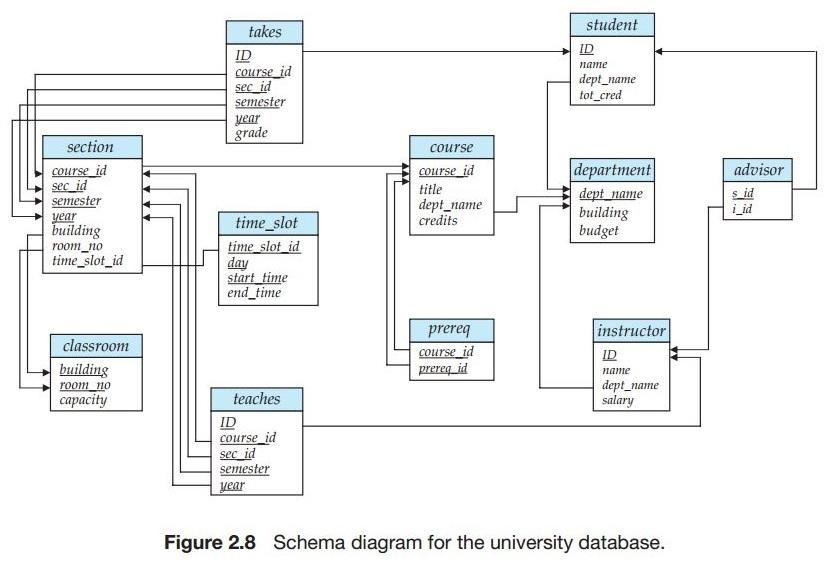 takes
ID
course_id
sec_id
semester
year
grade
student
ID
name
dept_name
tot_cred
section
course_id
sec_id
semester
year
building
room_no
time_slot_id
course
course_id
title
dept_name
credits
department
dept_name
building
budget
advisor
s_id
i_id
time_slot
time_slot_id
day
start_time
end_time
prereq
course_id
prereq_id
instructor
ID
name
dept_name
salary
classroom
building
room_no
capacity
teaches
ID
course_id
sec_id
semester
year
Figure 2.8 Schema diagram for the university database.